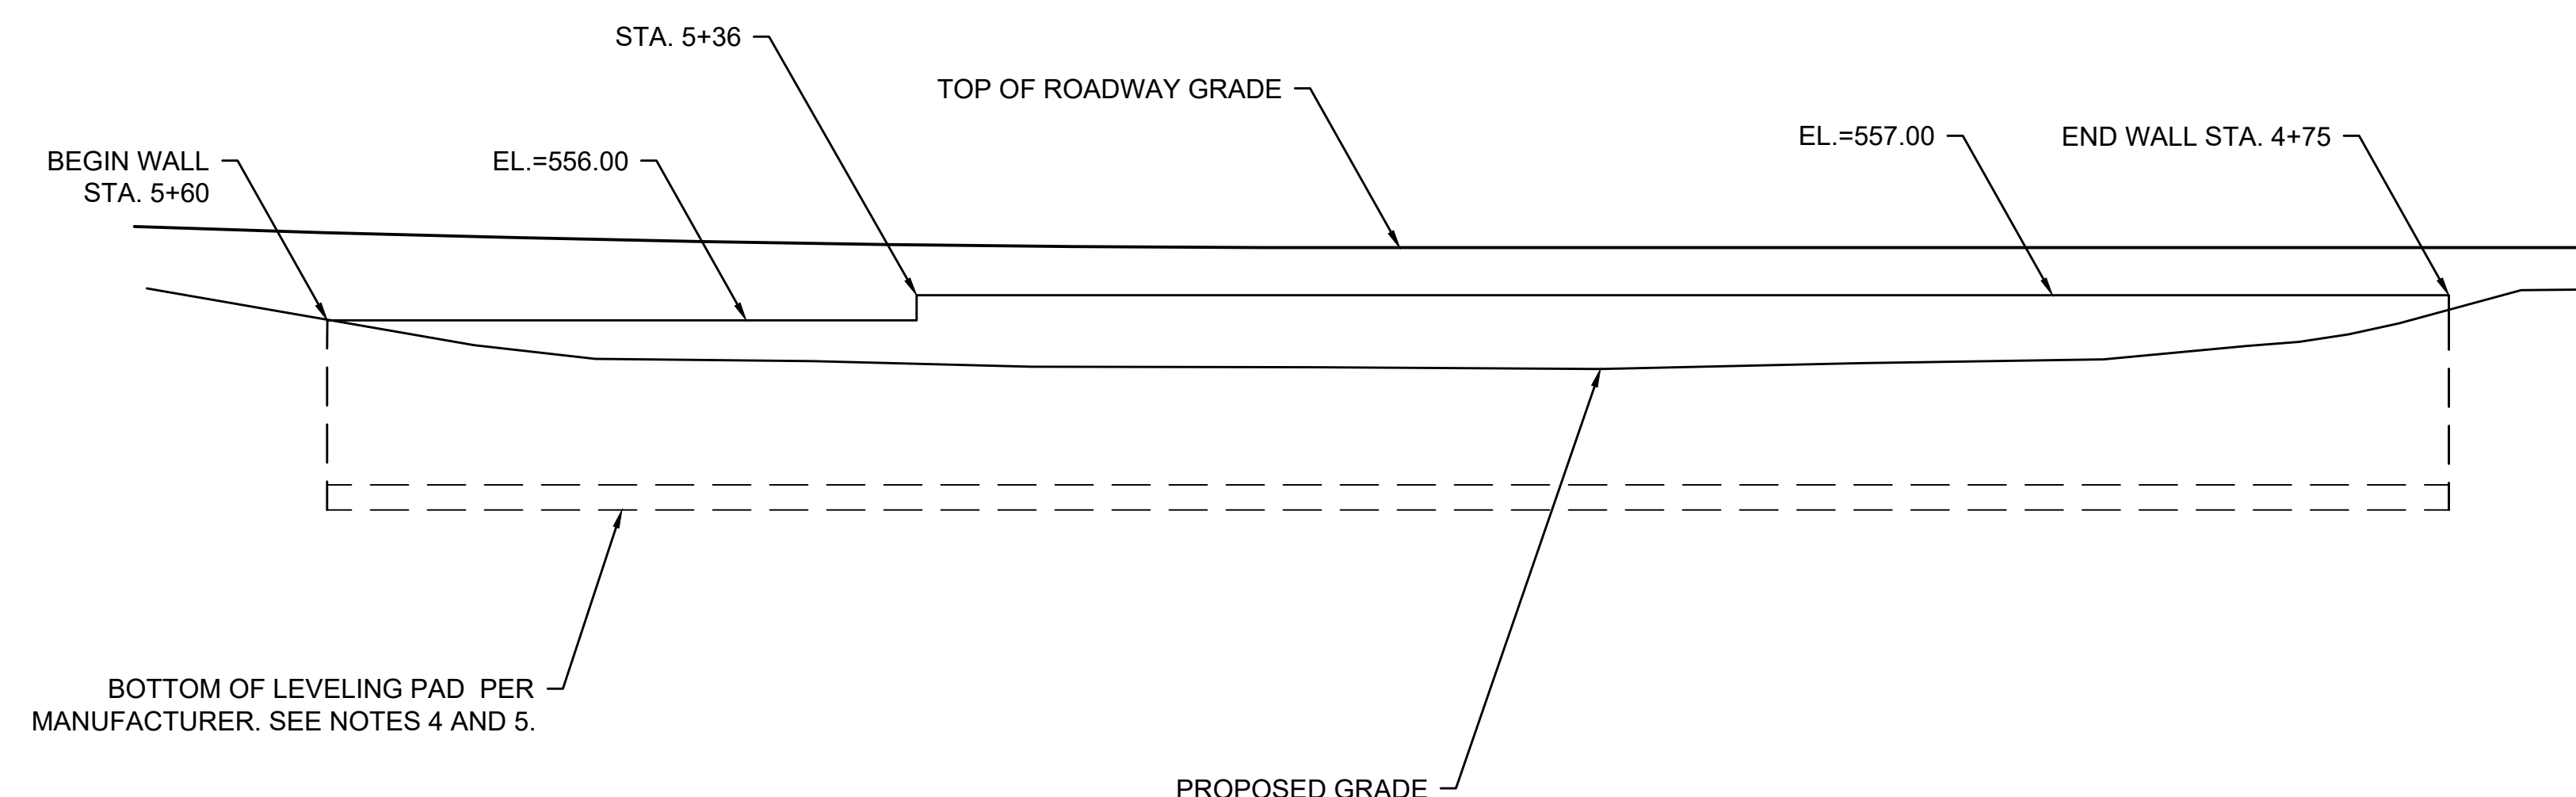 STA. 5+36
TOP OF ROADWAY GRADE
EL.=557.00
END WALL STA. 4+75
BEGIN WALL
STA. 5+60
EL.=556.00
BOTTOM OF LEVELING PAD PER
MANUFACTURER. SEE NOTES 4 AND 5.
PROPOSED GRADE